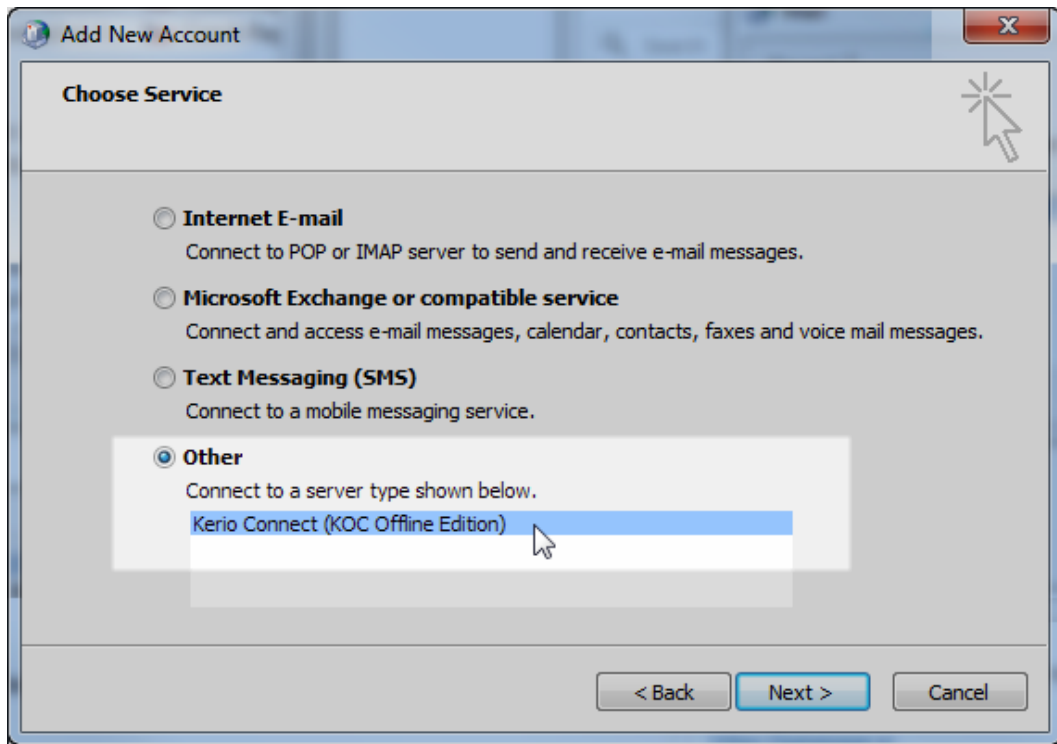 Add New Account
Choose Service
Internet E-mail
Connect to POP or IMAP server to send and receive e-mail messages.
Microsoft Exchange or compatible service
Connect and access e-mail messages, calendar, contacts, faxes and voice mail messages.
Text Messaging (SMS)
Connect to a mobile messaging service.
Other
Connect to a server type shown below.
Kerio Connect (KOC Offline Edition)
< Back Next > Cancel